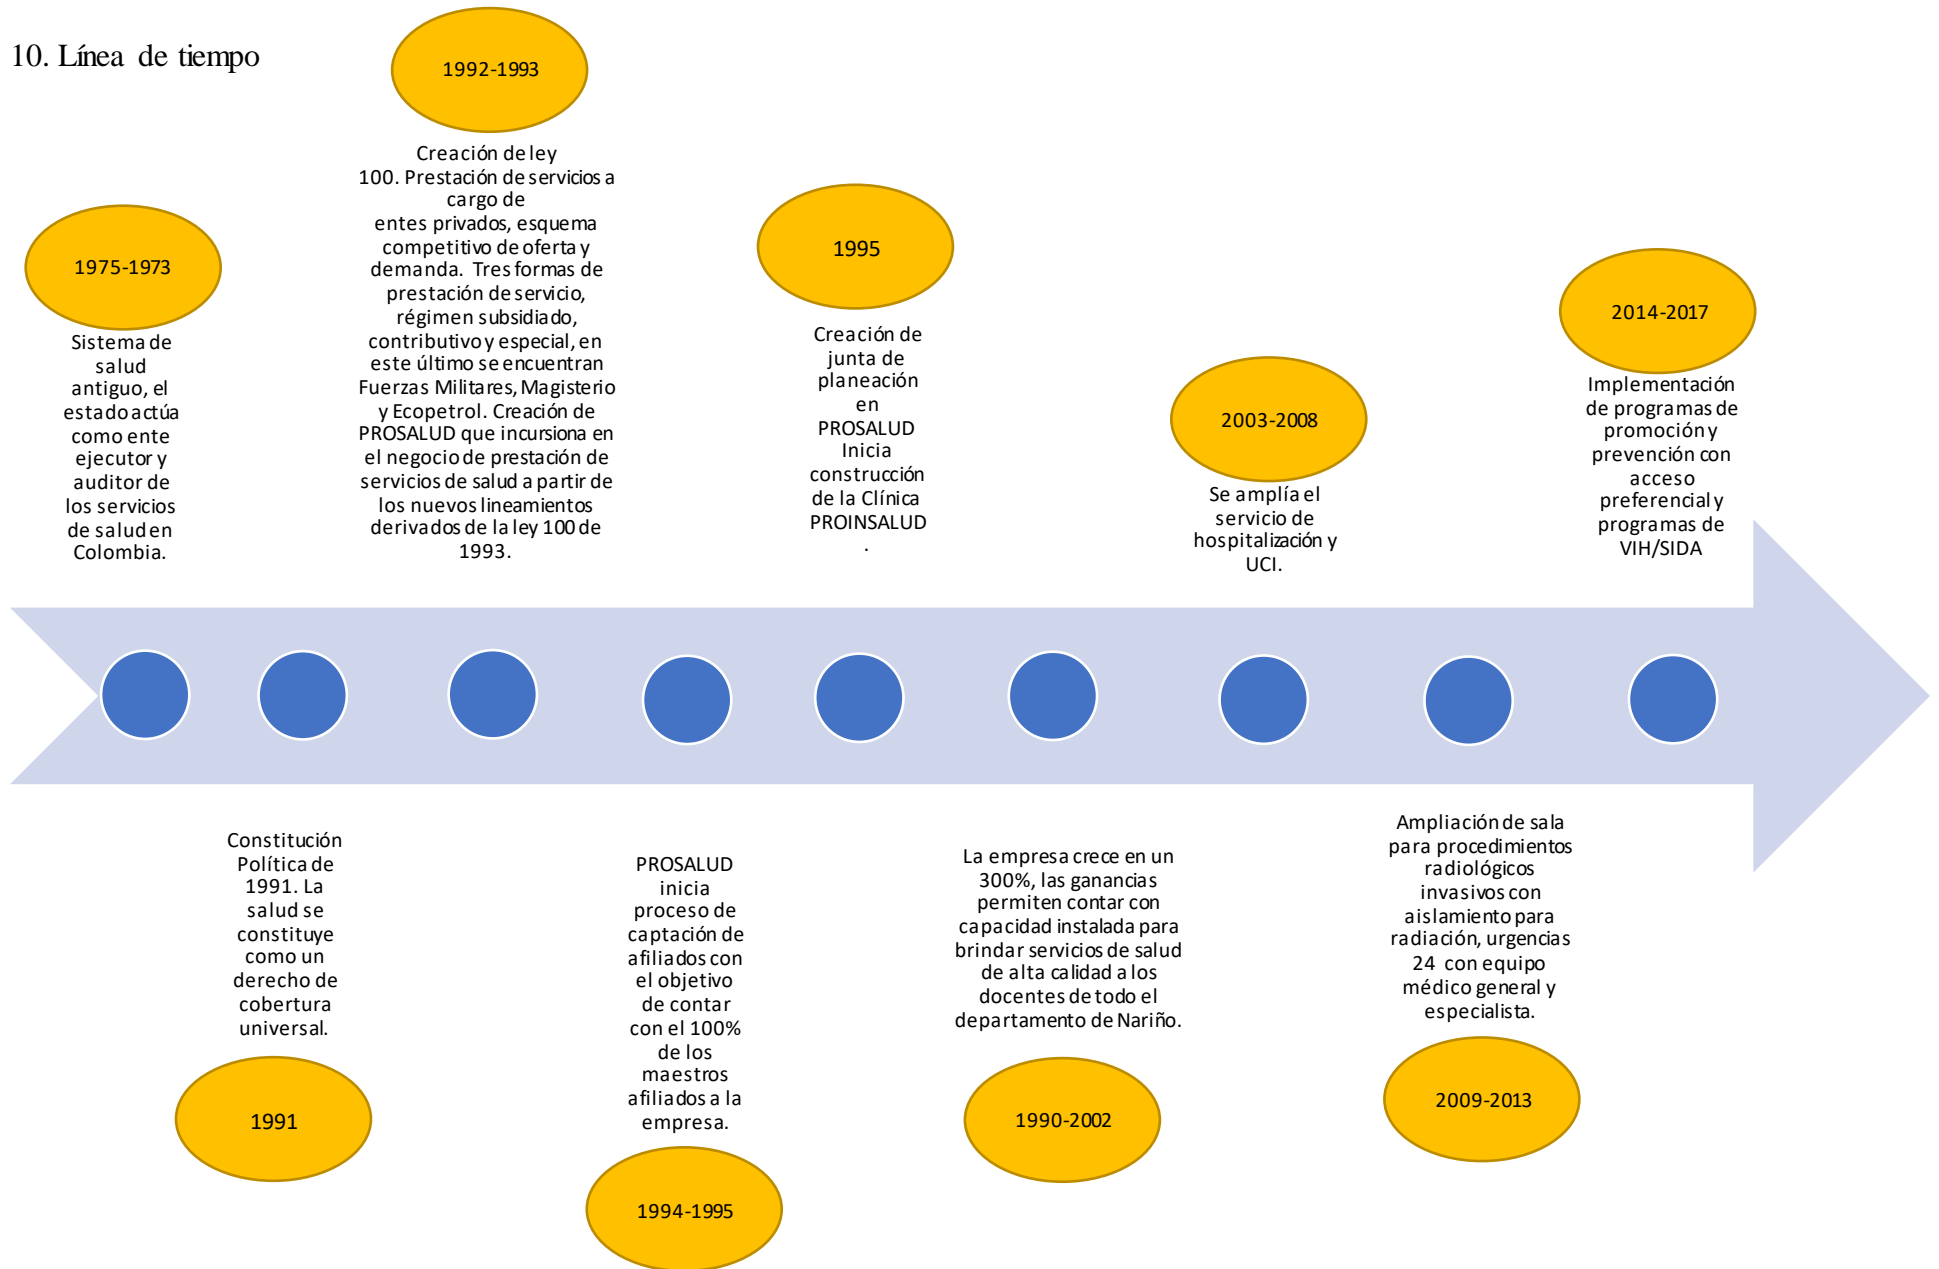 10. Línea de tiempo
1975-1973
Sistema de
salud
antiguo, el
estado actúa
como ente
ejecutor y
auditor de
los servicios
de salud en
Colombia.
1991
Constitución
Política de
1991. La
salud se
constituye
como un
derecho de
cobertura
universal.
1992-1993
Creación de ley
100. Prestación de servicios a
cargo de
entes privados, esquema
competitivo de oferta y
demanda. Tres formas de
prestación de servicio,
régimen subsidiado,
contributivo y especial, en
este último se encuentran
Fuerzas Militares, Magisterio
y Ecopetrol. Creación de
PROSALUD que incursiona en
el negocio de prestación de
servicios de salud a partir de
los nuevos lineamientos
derivados de la ley 100 de
1993.
1994-1995
PROSALUD
inicia
proceso de
captación de
afiliados con
el objetivo
de contar
con el 100%
de los
maestros
afiliados a la
empresa.
1995
Creación de
junta de
planeación
en
PROSALUD
Inicia
construcción
de la Clínica
PROINSALUD
.
1990-2002
La empresa crece en un
300%, las ganancias
permiten contar con
capacidad instalada para
brindar servicios de salud
de alta calidad a los
docentes de todo el
departamento de Nariño.
2003-2008
Se amplía el
servicio de
hospitalización y
UCI.
2009-2013
Ampliación de sala
para procedimientos
radiológicos
invasivos con
aislamiento para
radiación, urgencias
24 con equipo
médico general y
especialista.
2014-2017
Implementación
de programas de
promoción y
prevención con
acceso
preferencial y
programas de
VIH/SIDA